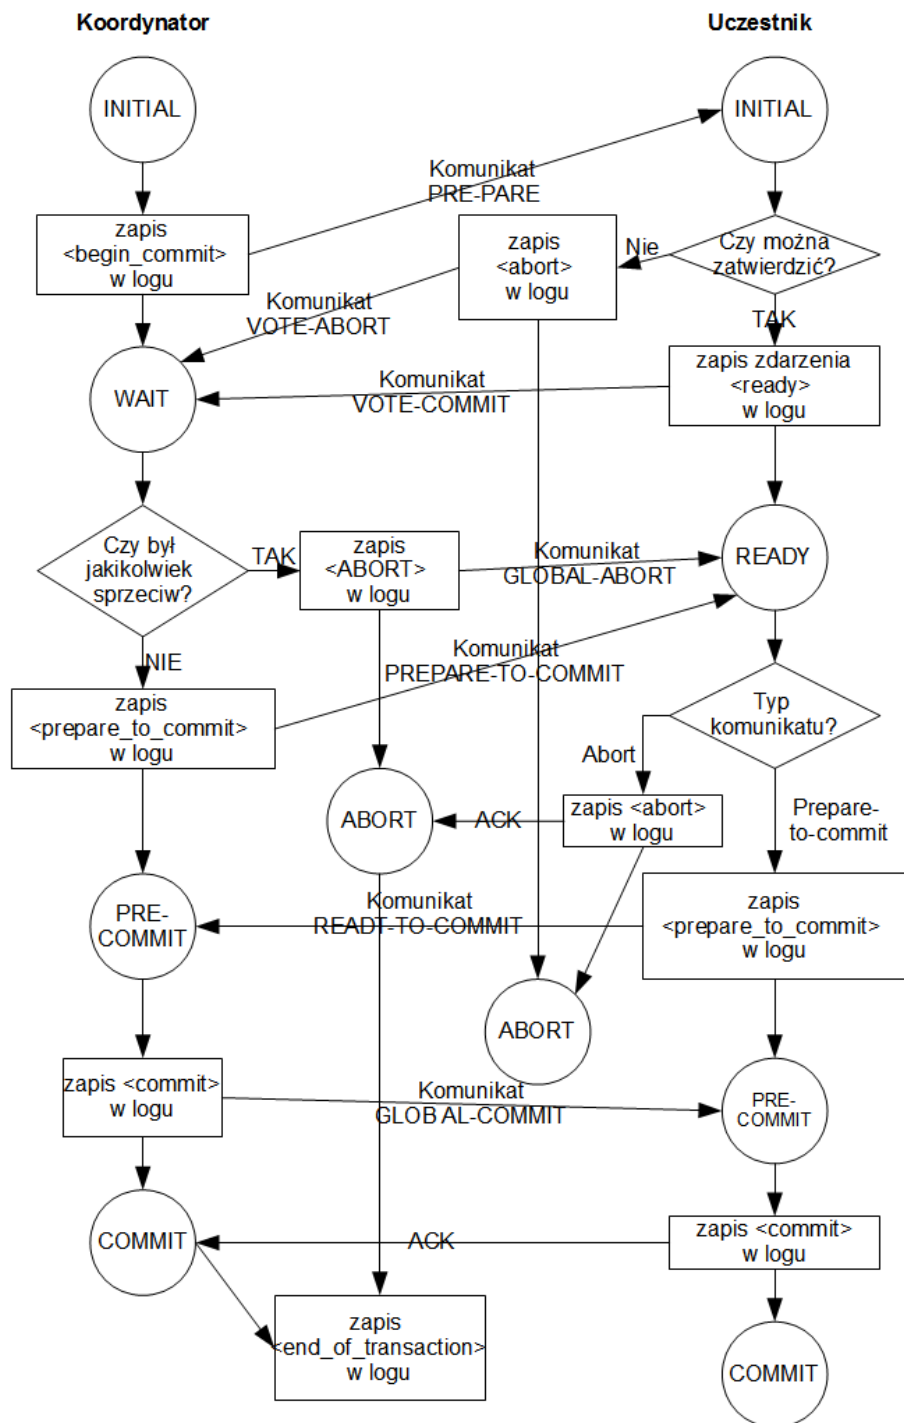 Koordynator
Uczestnik
INITIAL
INITIAL
Komunikat
PRE-PARE
zapis
<begin_commit>
w logu
zapis
<abort>
w logu
Nie
Czy można
zatwierdzić?
Komunikat
VOTE-ABORT
TAK
WAIT
Komunikat
VOTE-COMMIT
zapis zdarzenia
<ready>
w logu
Czy był
jakikolwiek
sprzeciw?
TAK
zapis
<ABORT>
w logu
Komunikat
GLOBAL-ABORT
READY
NIE
Komunikat
PREPARE-TO-COMMIT
zapis
<prepare_to_commit>
w logu
Typ
komunikatu?
Abort
ABORT
ACK
zapis <abort>
w logu
Prepare-
to-commit
PRE-
COMMIT
Komunikat
READT-TO-COMMIT
zapis
<prepare_to_commit>
w logu
ABORT
zapis <commit>
w logu
Komunikat
GLOB AL-COMMIT
PRE-
COMMIT
COMMIT
ACK
zapis <commit>
w logu
zapis
<end_of_transaction>
w logu
COMMIT